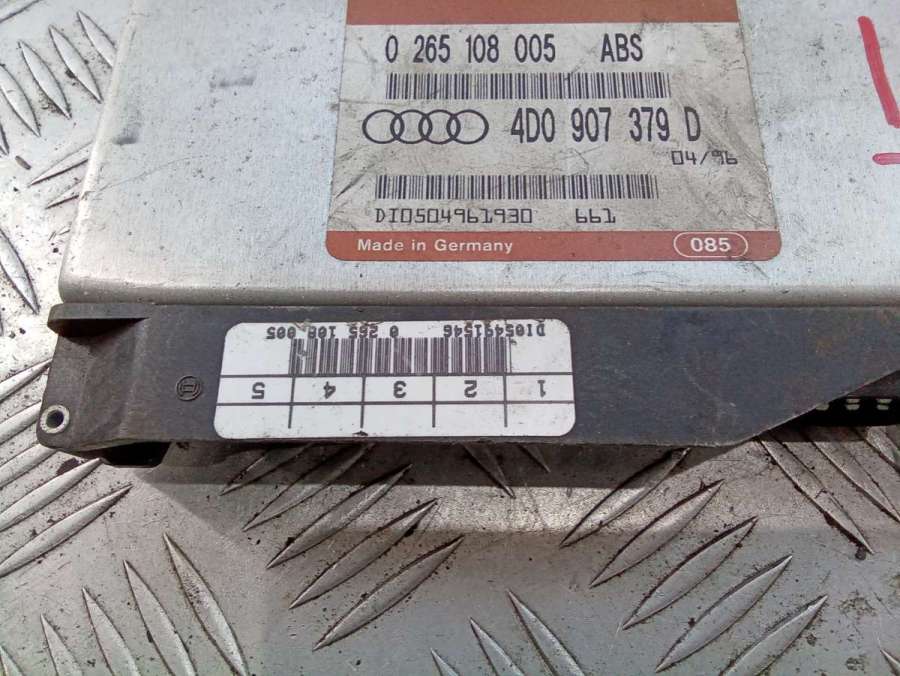 0 265 108 005 ABS
4D0 907 379 D
04/96
DI0504961930 661
Made in Germany 085
DI05491546 0 265 108 005
1 2 3 4 5